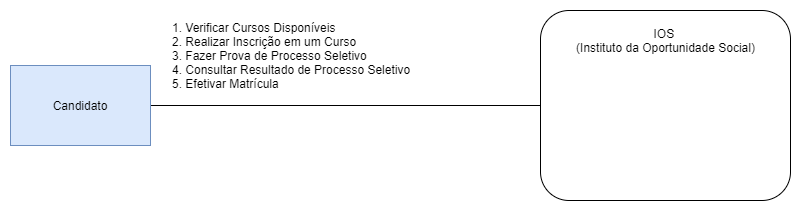 1. Verificar Cursos Disponíveis
2. Realizar Inscrição em um Curso
3. Fazer Prova de Processo Seletivo
4. Consultar Resultado de Processo Seletivo
5. Efetivar Matrícula
Candidato
IOS
(Instituto da Oportunidade Social)